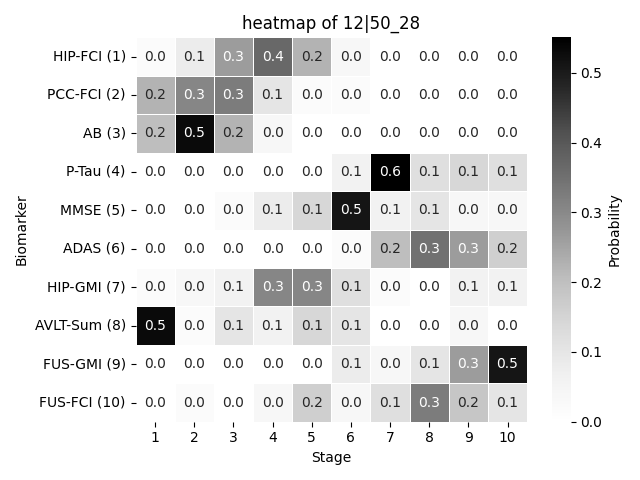 heatmap of 12|50_28
HIP-FCI (1) 0.0 0.1 0.3 0.4 0.2 0.0 0.0 0.0 0.0 0.0
PCC-FCI (2) 0.2 0.3 0.3 0.1 0.0 0.0 0.0 0.0 0.0 0.0
AB (3) 0.2 0.5 0.2 0.0 0.0 0.0 0.0 0.0 0.0 0.0
P-Tau (4) 0.0 0.0 0.0 0.0 0.0 0.1 0.6 0.1 0.1 0.1
MMSE (5) 0.0 0.0 0.0 0.1 0.1 0.5 0.1 0.1 0.0 0.0
ADAS (6) 0.0 0.0 0.0 0.0 0.0 0.0 0.2 0.3 0.3 0.2
HIP-GMI (7) 0.0 0.0 0.1 0.3 0.3 0.1 0.0 0.0 0.1 0.1
AVLT-Sum (8) 0.5 0.0 0.1 0.1 0.1 0.1 0.0 0.0 0.0 0.0
FUS-GMI (9) 0.0 0.0 0.0 0.0 0.0 0.1 0.0 0.1 0.3 0.5
FUS-FCI (10) 0.0 0.0 0.0 0.0 0.2 0.0 0.1 0.3 0.2 0.1
1 2 3 4 5 6 7 8 9 10
Stage
Biomarker
0.5
0.4
0.3
0.2
0.1
0.0
Probability